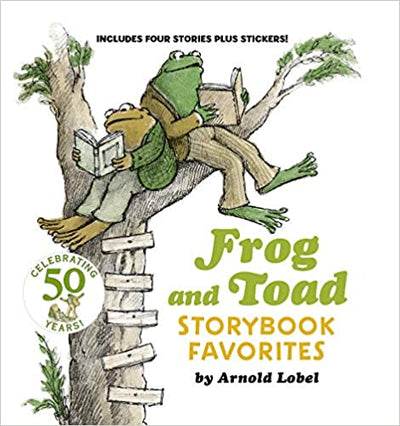 INCLUDES FOUR STORIES PLUS STICKERS!
CELEBRATING
50
YEARS!
Frog
and Toad
STORYBOOK
FAVORITES
by Arnold Lobel